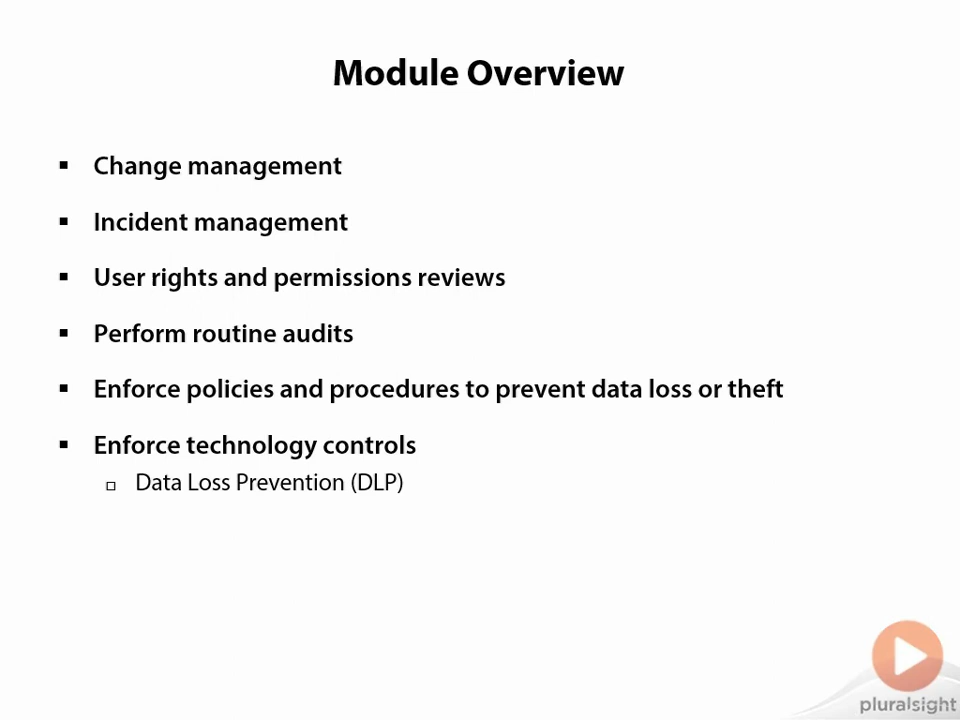 Module Overview
Change management
Incident management
User rights and permissions reviews
Perform routine audits
Enforce policies and procedures to prevent data loss or theft
Enforce technology controls
Data Loss Prevention (DLP)
pluralsight